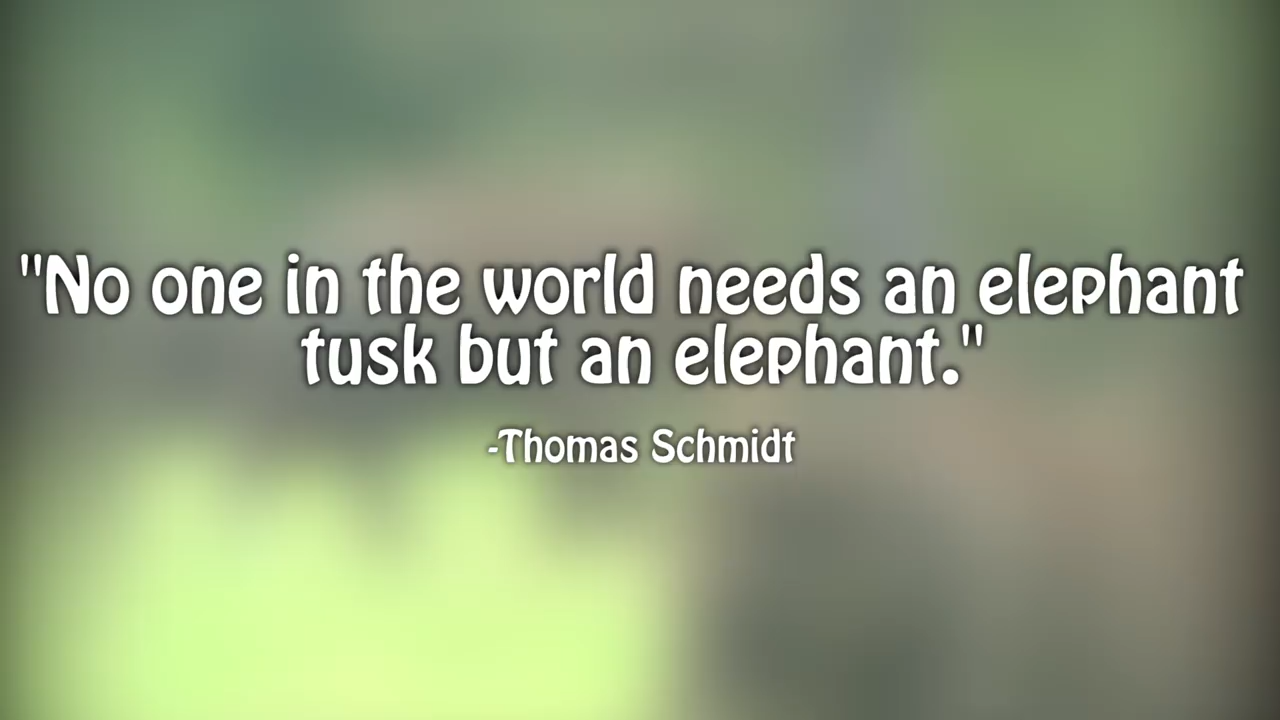 "No one in the world needs an elephant
tusk but an elephant."
-Thomas Schmidt